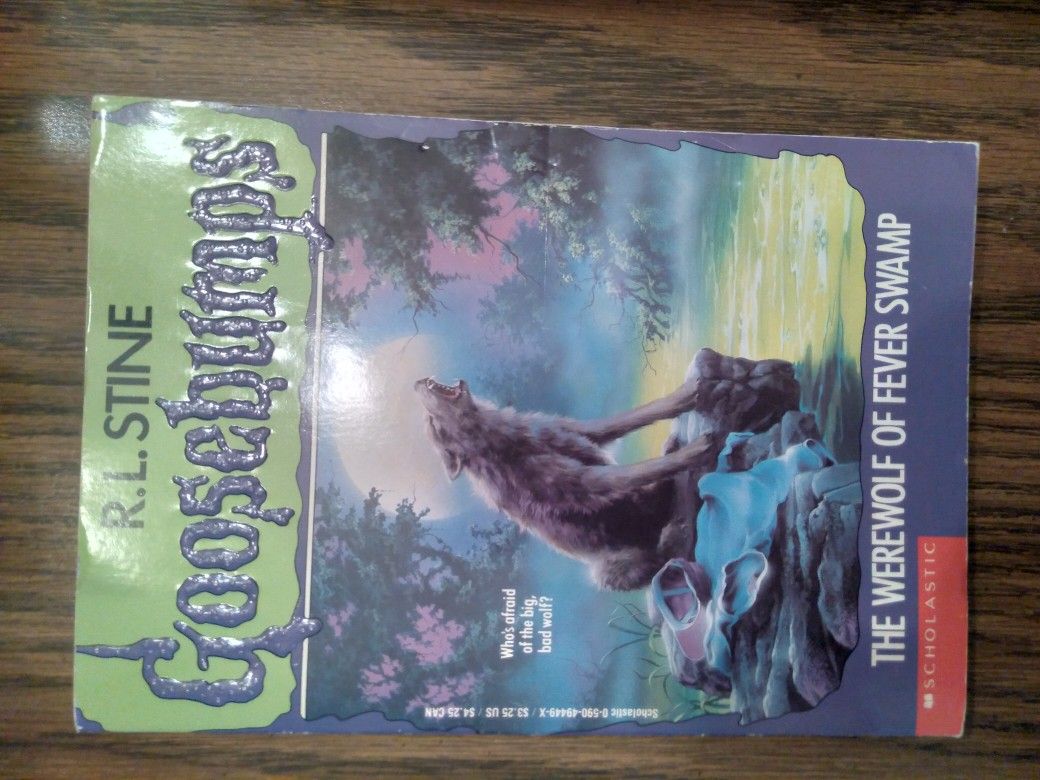 R.L. STINE
Goosebumps
Who's afraid
of the big,
bad wolf?
Scholastic 0-590-49449-X / $3.25 US / $4.25 CAN
THE WEREWOLF OF FEVER SWAMP
SCHOLASTIC